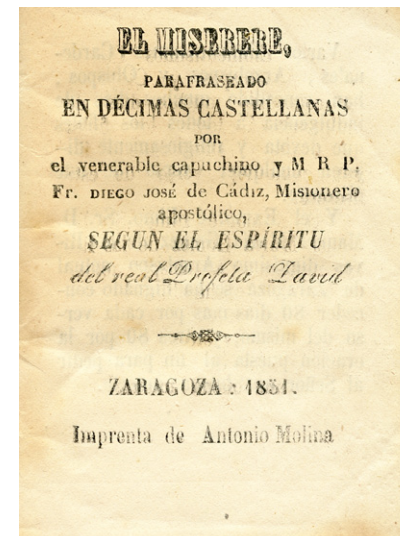 EL MISERERE,
PARAFRASEADO
EN DÉCIMAS CASTELLANAS
POR
el venerable capuchino y M R P.
Fr. DIEGO JOSÉ de Cádiz, Misionero
apostólico,
SEGUN EL ESPÍRITU
del real Profeta David
ZARAGOZA: 1851.
Imprenta de Antonio Molina